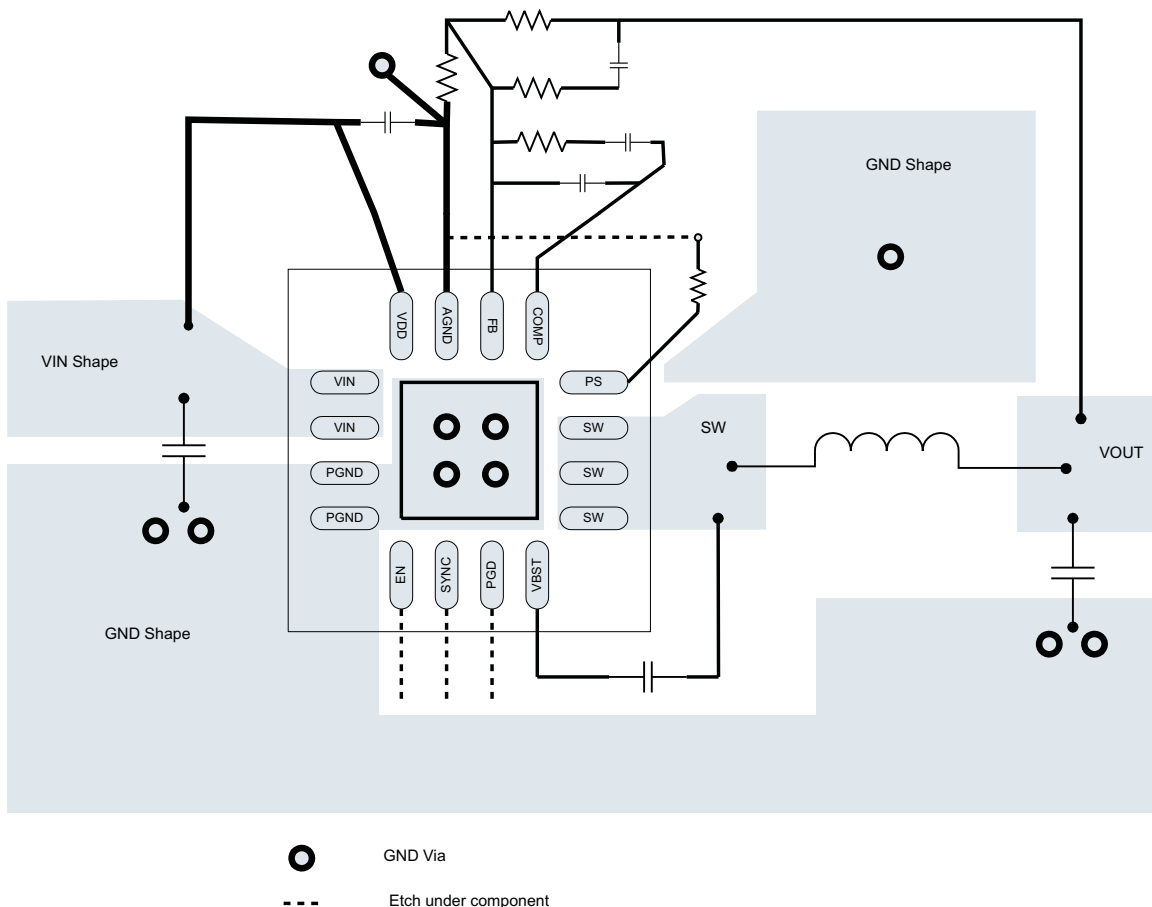 GND Shape
VDD
AGND
FB
COMP
VIN Shape
VIN
PS
VIN
SW
SW
VOUT
PGND
SW
PGND
SW
EN
SYNC
PGD
VBST
GND Shape
GND Via
Etch under component